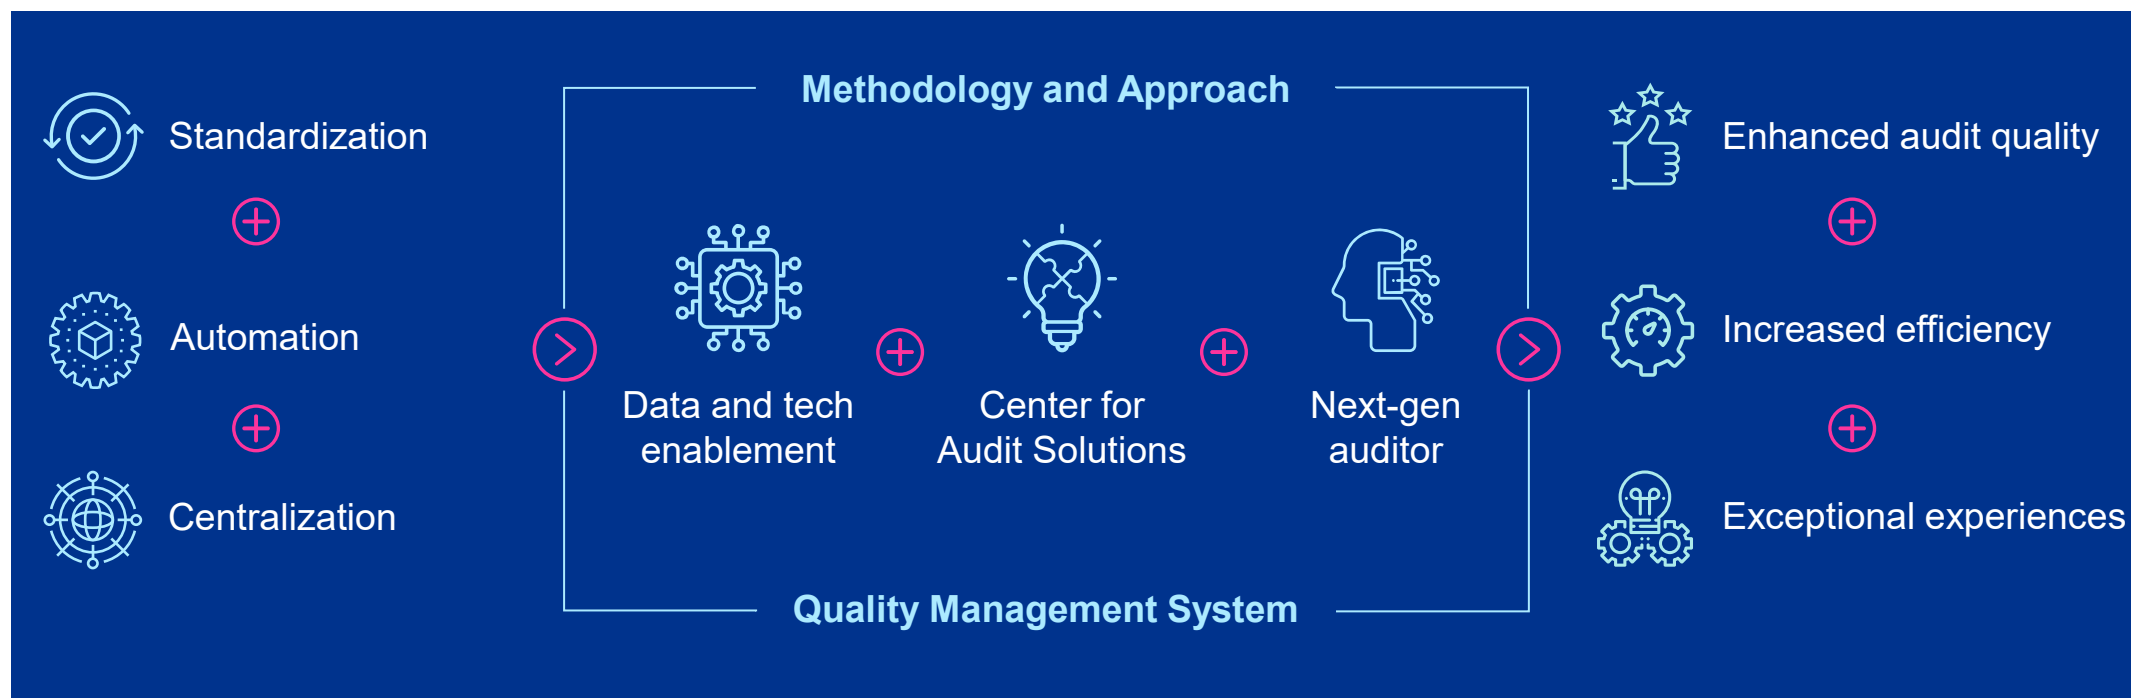 Standardization
Automation
Centralization
Methodology and Approach
Data and tech
enablement
Center for
Audit Solutions
Next-gen
auditor
Quality Management System
Enhanced audit quality
Increased efficiency
Exceptional experiences